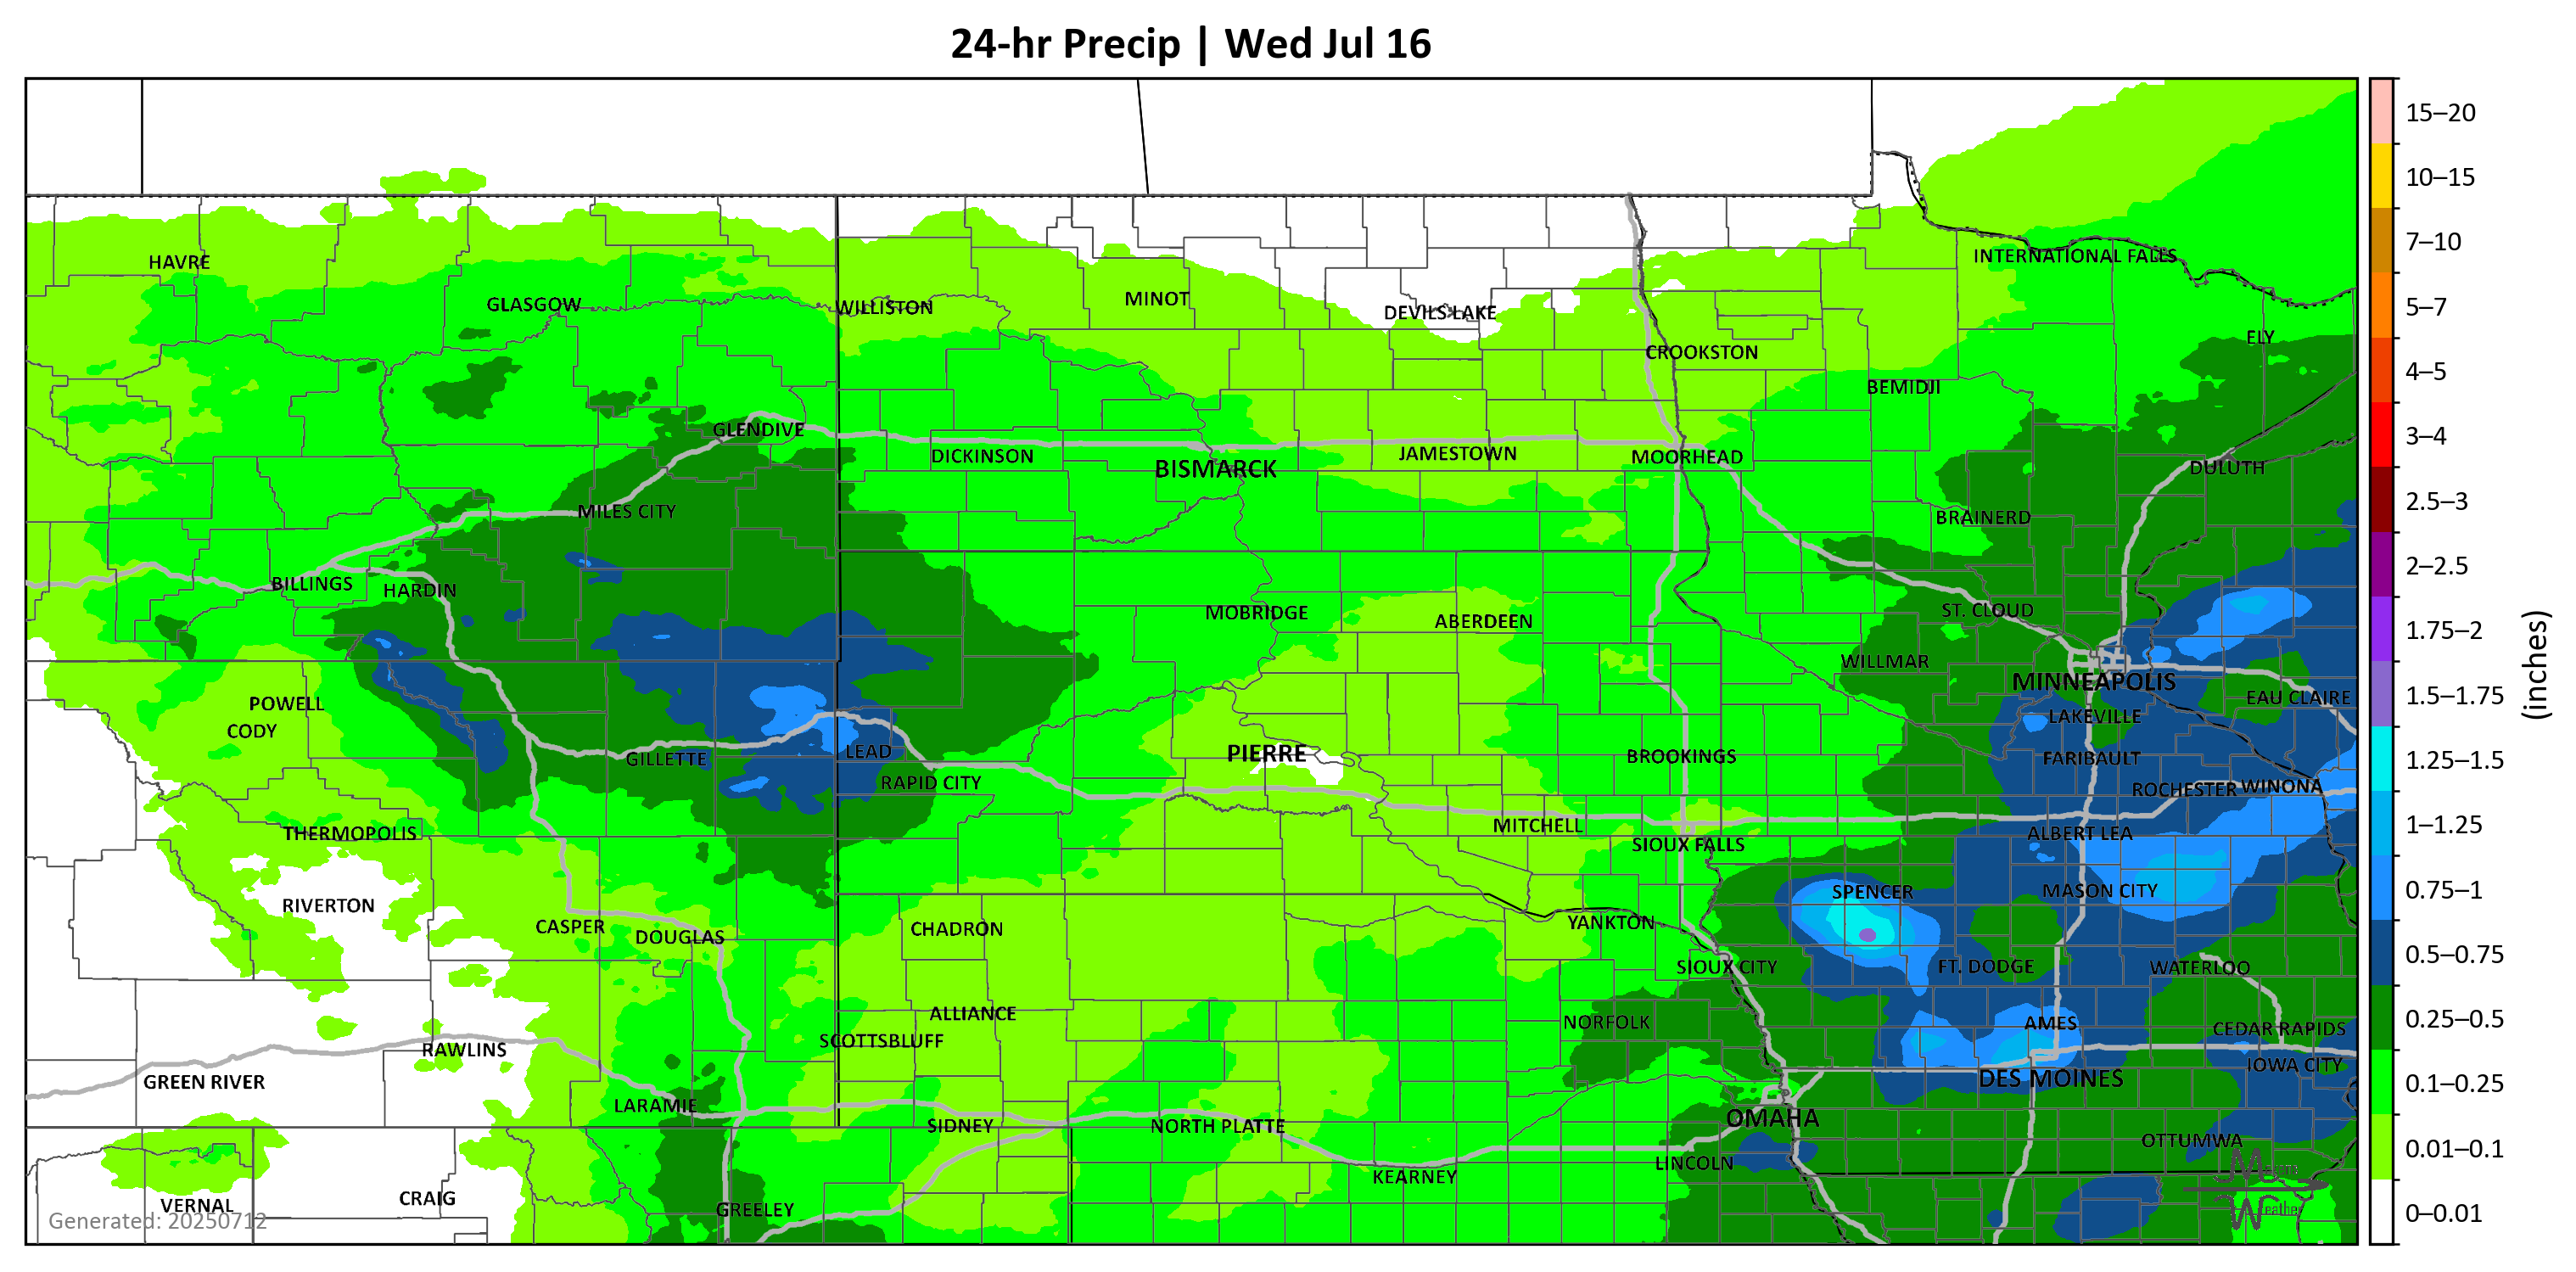 24-hr Precip | Wed Jul 16
15–20
10–15
7–10
5–7
4–5
3–4
2.5–3
2–2.5
1.75–2
1.5–1.75
1.25–1.5
1–1.25
0.75–1
0.5–0.75
0.25–0.5
0.1–0.25
0.01–0.1
0–0.01
(inches)
INTERNATIONAL FALLS
HAVRE
MINOT
GLASGOW
WILLISTON
DEVILS LAKE
ELY
CROOKSTON
BEMIDJI
GLENDIVE
DICKINSON
JAMESTOWN
MOORHEAD
BISMARCK
DULUTH
MILES CITY
BRAINERD
BILLINGS
HARDIN
MOBRIDGE
ABERDEEN
ST. CLOUD
WILLMAR
MINNEAPOLIS
EAU CLAIRE
POWELL
LAKEVILLE
CODY
PIERRE
LEAD
GILLETTE
BROOKINGS
FARIBAULT
RAPID CITY
ROCHESTER
WINONA
THERMOPOLIS
MITCHELL
ALBERT LEA
SIOUX FALLS
SPENCER
MASON CITY
RIVERTON
CASPER
DOUGLAS
CHADRON
YANKTON
SIOUX CITY
FT. DODGE
WATERLOO
ALLIANCE
NORFOLK
AMES
CEDAR RAPIDS
SCOTTSBLUFF
RAWLINS
IOWA CITY
GREEN RIVER
DES MOINES
LARAMIE
OMAHA
SIDNEY
NORTH PLATTE
OTTUMWA
LINCOLN
KEARNEY
CRAIG
VERNAL
GREELEY
Generated: 20250712
Weather